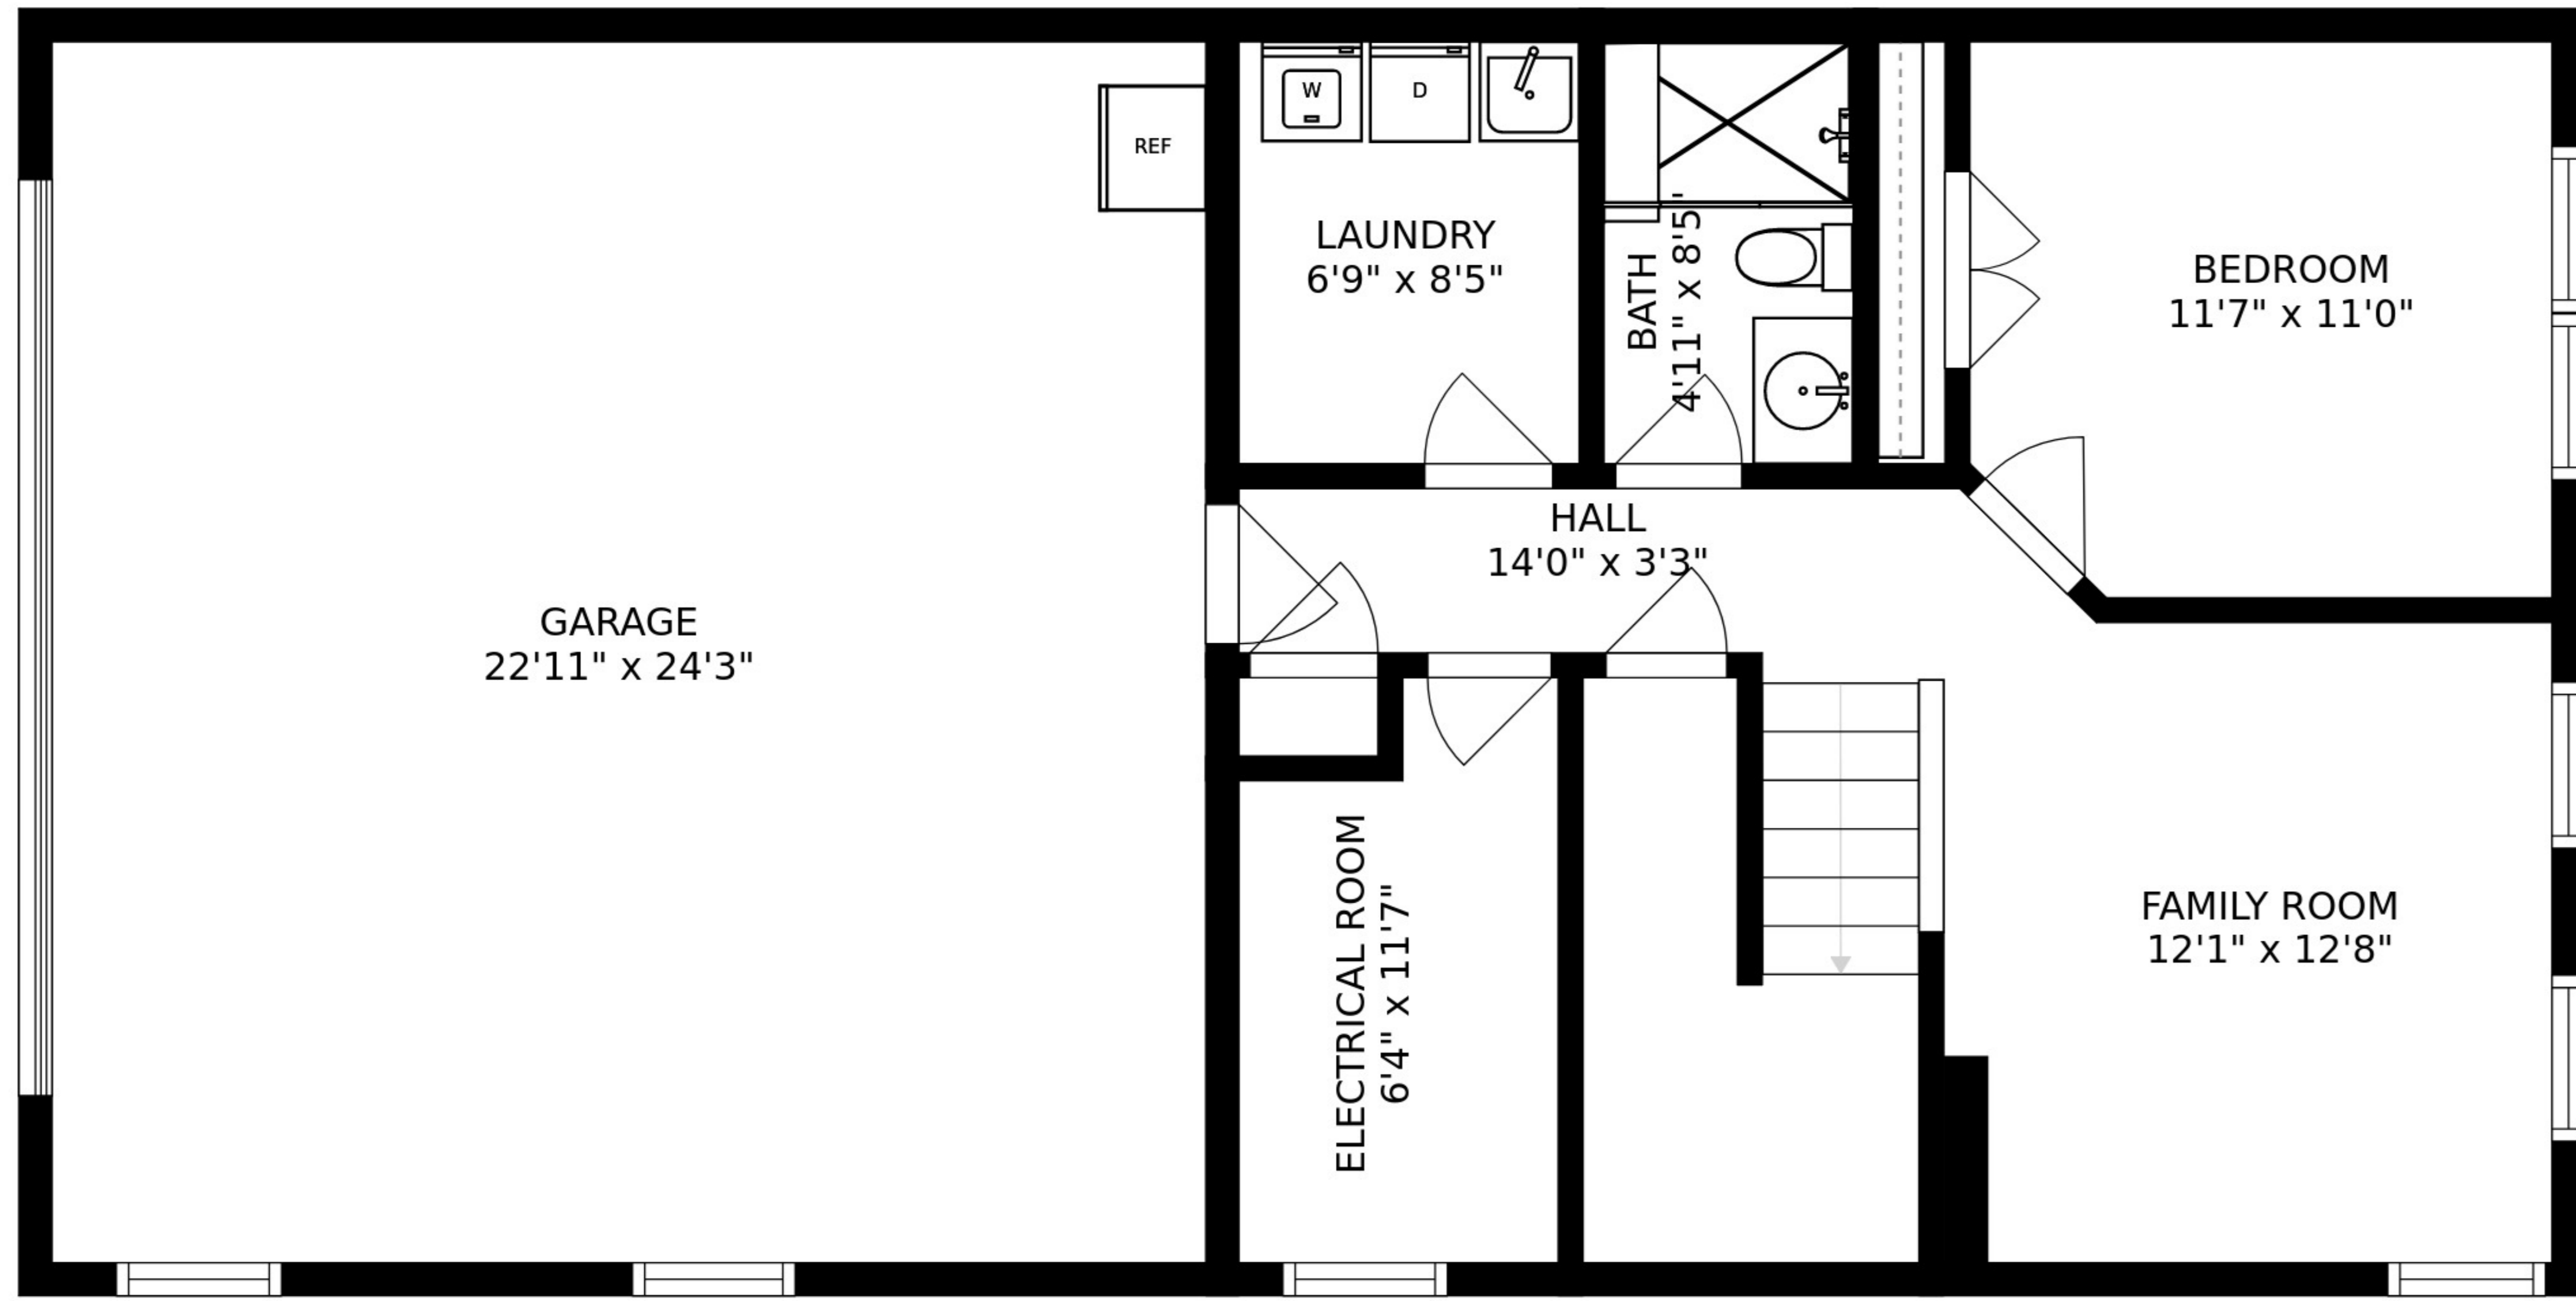 REF
W
D
LAUNDRY
6'9" x 8'5"
BATH
4'11" x 8'5"
BEDROOM
11'7" x 11'0"
HALL
14'0" x 3'3"
GARAGE
22'11" x 24'3"
ELECTRICAL ROOM
6'4" x 11'7"
FAMILY ROOM
12'1" x 12'8"